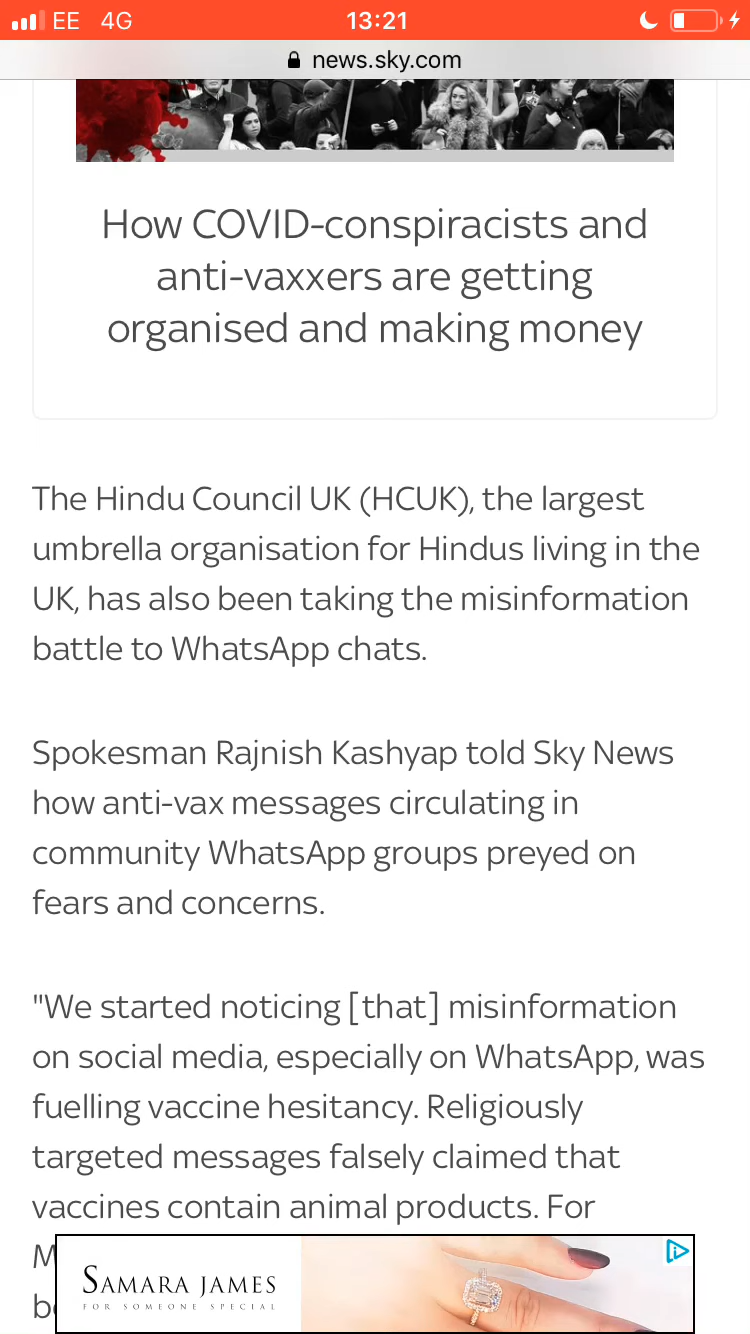 EE 4G 13:21
news.sky.com
How COVID-conspiracists and
anti-vaxxers are getting
organised and making money
The Hindu Council UK (HCUK), the largest
umbrella organisation for Hindus living in the
UK, has also been taking the misinformation
battle to WhatsApp chats.
Spokesman Rajnish Kashyap told Sky News
how anti-vax messages circulating in
community WhatsApp groups preyed on
fears and concerns.
"We started noticing [that] misinformation
on social media, especially on WhatsApp, was
fuelling vaccine hesitancy. Religiously
targeted messages falsely claimed that
vaccines contain animal products. For
SAMARA JAMES
FOR SOMEONE SPECIAL